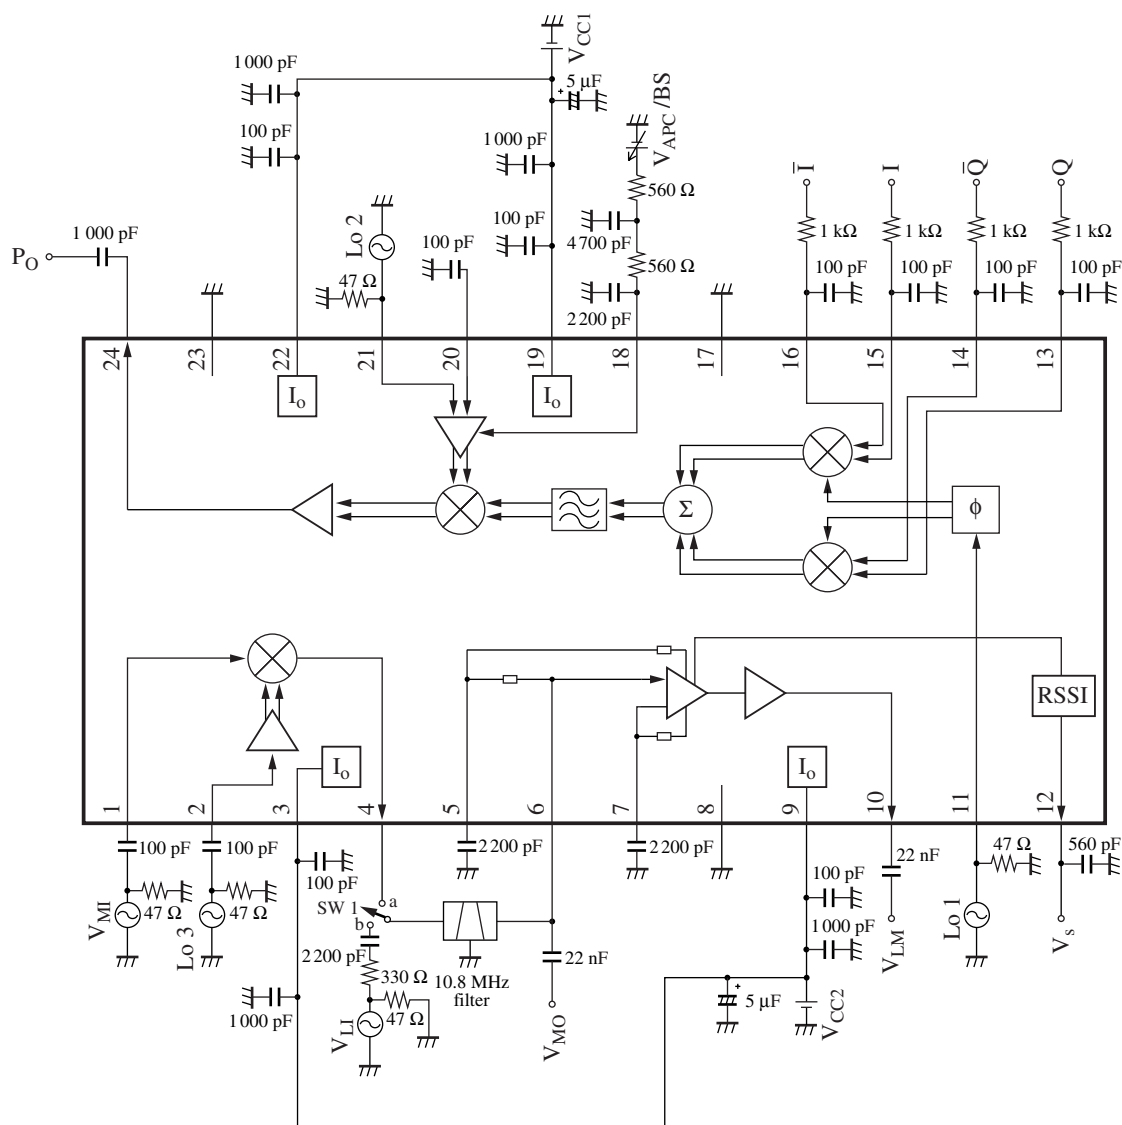 V_CC1
1 000 pF
5 μF
+
V_APC /BS
100 pF
1 000 pF
560 Ω
Ī
I
Q̄
Q
Lo 2
1 kΩ
1 kΩ
1 kΩ
1 kΩ
1 000 pF
P_O
100 pF
100 pF
4 700 pF
47 Ω
560 Ω
100 pF
100 pF
100 pF
100 pF
2 200 pF
24
23
22
21
20
19
18
17
16
15
14
13
I_o
I_o
Σ
ϕ
RSSI
I_o
I_o
1
2
3
4
5
6
7
8
9
10
11
12
100 pF
100 pF
100 pF
2 200 pF
2 200 pF
22 nF
47 Ω
560 pF
100 pF
47 Ω
47 Ω
SW 1
a
b
V_MI
Lo 3
1 000 pF
V_LM
Lo 1
V_s
2 200 pF
22 nF
330 Ω
10.8 MHz
filter
+
1 000 pF
47 Ω
5 μF
V_LI
V_MO
V_CC2